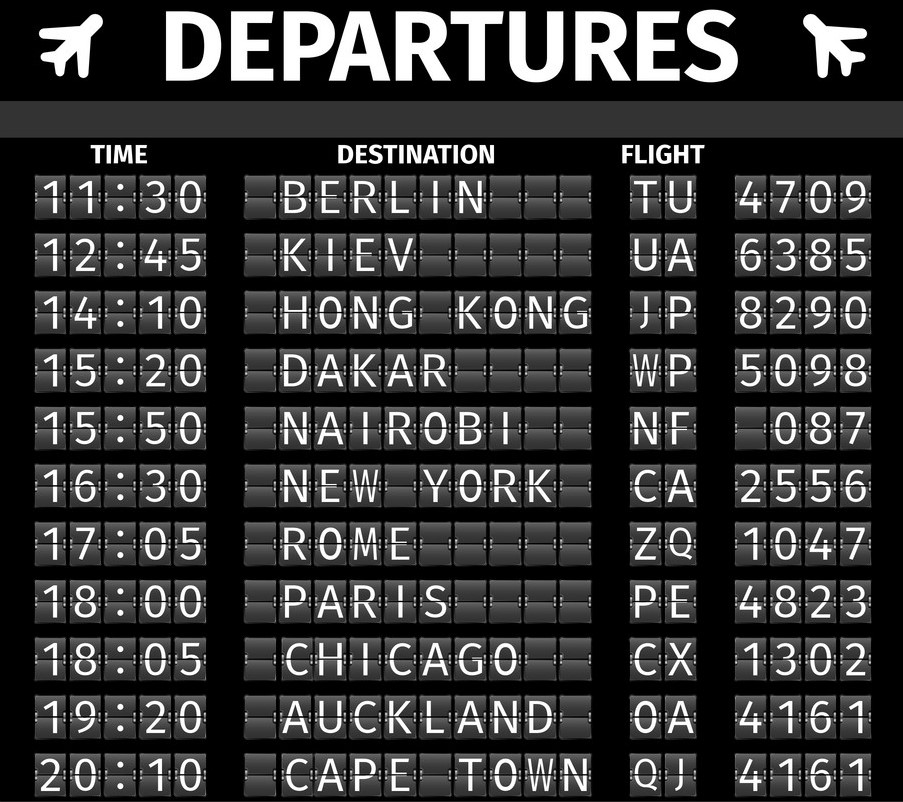 DEPARTURES
TIME DESTINATION FLIGHT
11:30 BERLIN TU 4709
12:45 KIEV UA 6385
14:10 HONG KONG JP 8290
15:20 DAKAR WP 5098
15:50 NAIROBI NF 087
16:30 NEW YORK CA 2556
17:05 ROME ZQ 1047
18:00 PARIS PE 4823
18:05 CHICAGO CX 1302
19:20 AUCKLAND OA 4161
20:10 CAPE TOWN QJ 4161